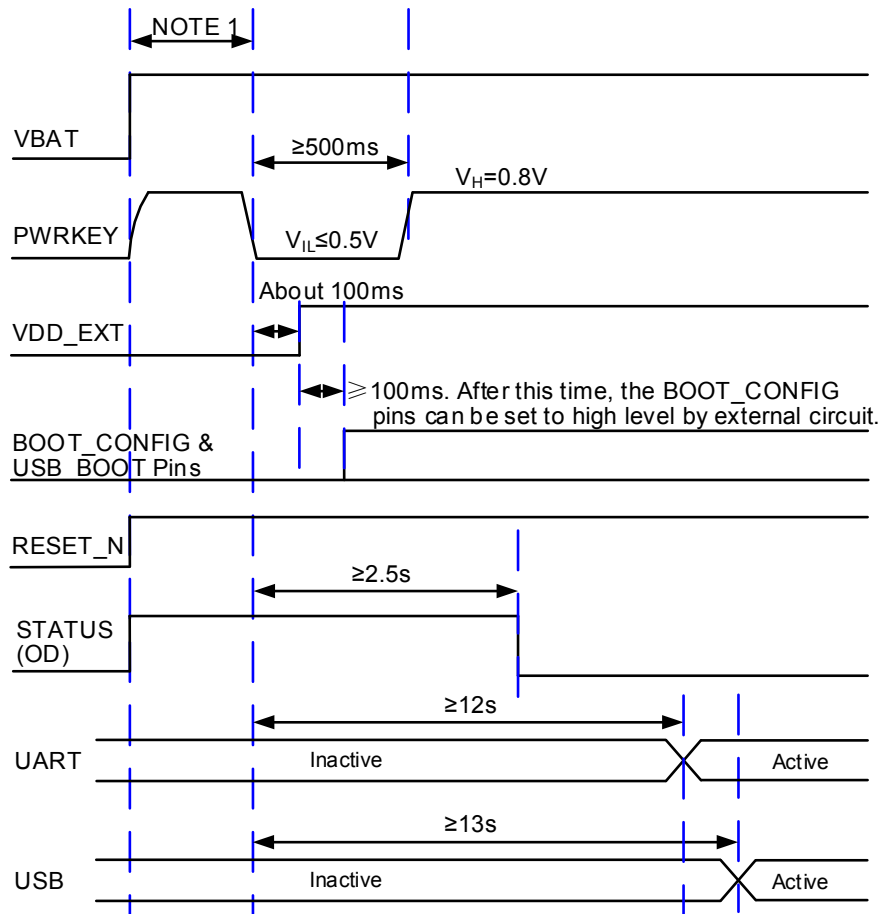 NOTE 1
VBAT
≥500ms
VH=0.8V
PWRKEY
VIL≤0.5V
About 100ms
VDD_EXT
≥100ms. After this time, the BOOT_CONFIG
pins can be set to high level by external circuit.
BOOT_CONFIG &
USB_BOOT Pins
RESET_N
≥2.5s
STATUS
(OD)
≥12s
UART
Inactive
Active
≥13s
USB
Inactive
Active